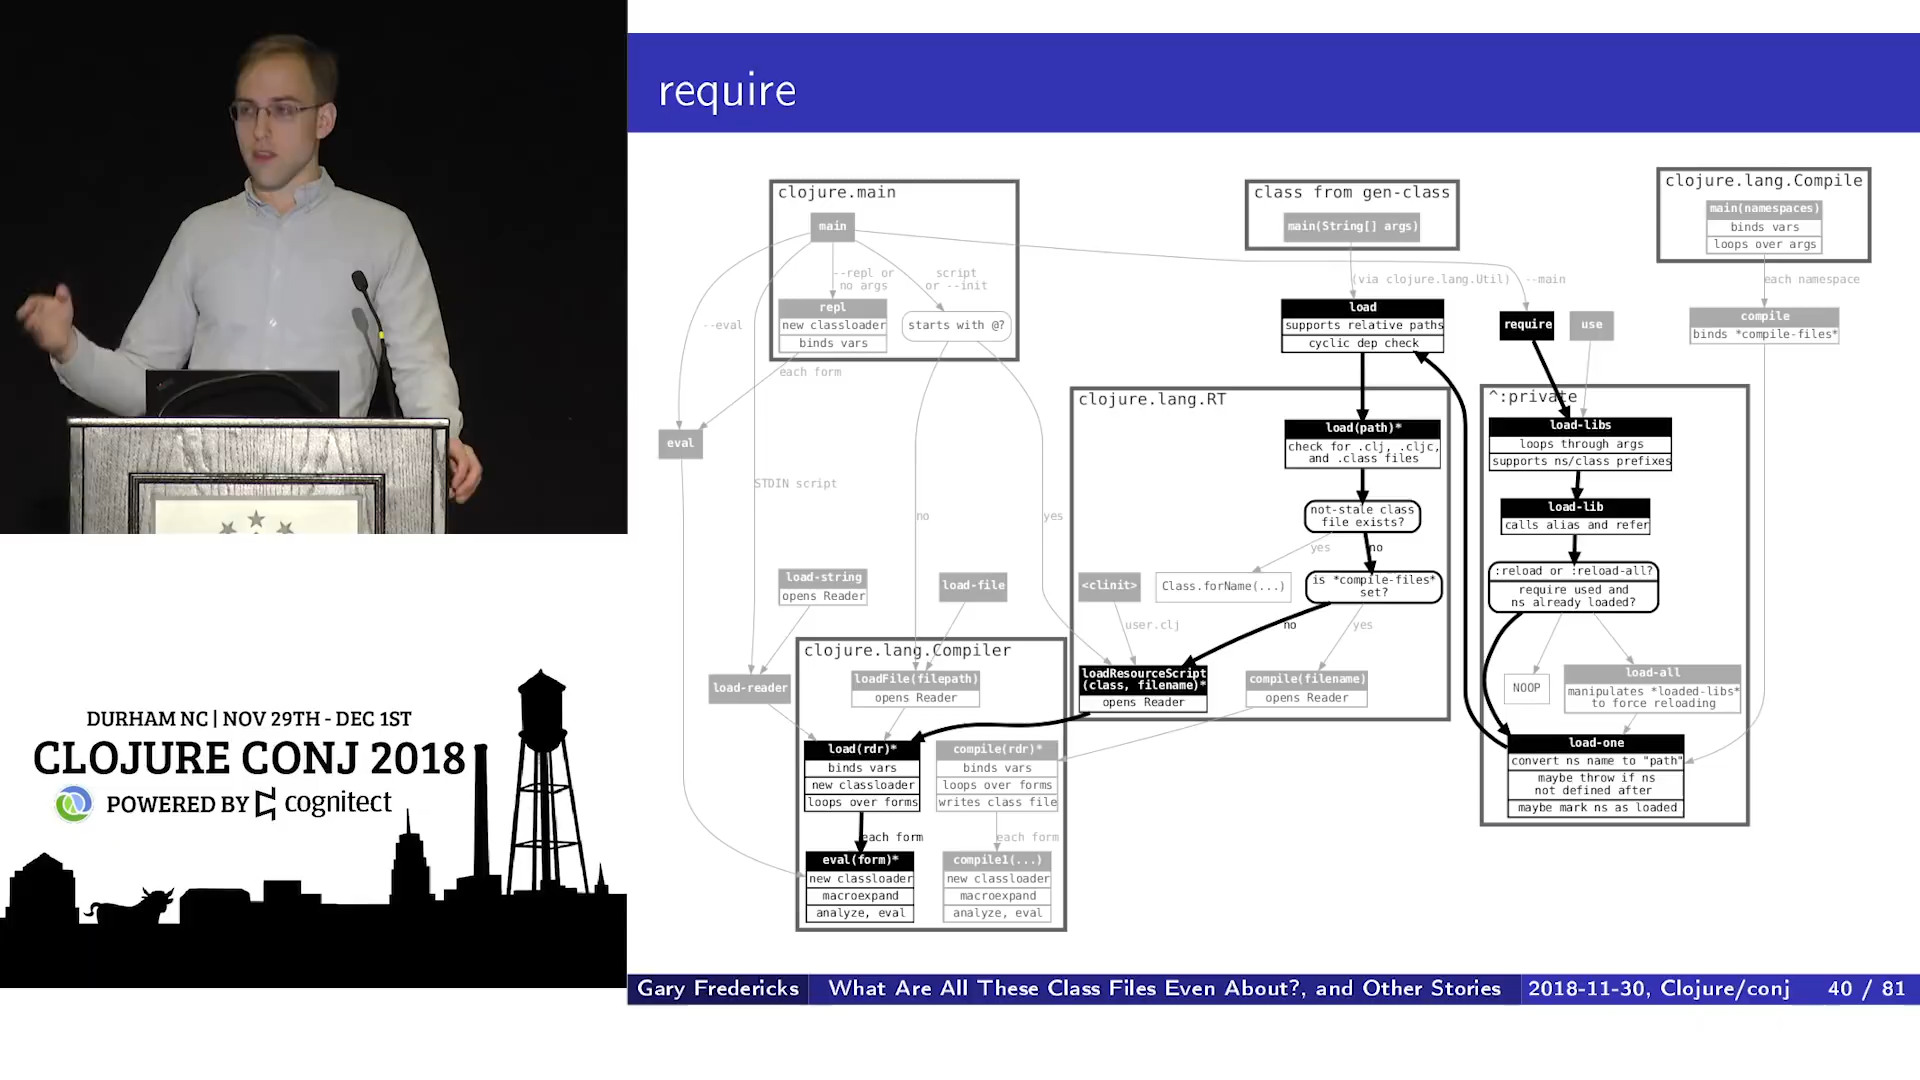 require
clojure.main
main
--repl or
no args
script
or --init
repl
new classloader
binds vars
starts with @?
--eval
each form
eval
STDIN script
no
yes
class from gen-class
main(String[] args)
(via clojure.lang.Util)
--main
clojure.lang.Compile
main(namespaces)
binds vars
loops over args
each namespace
compile
binds *compile-files*
load
supports relative paths
cyclic dep check
require
use
clojure.lang.RT
load(path)*
check for .clj, .cljc,
and .class files
not-stale class
file exists?
yes
no
<clinit>
Class.forName(...)
is *compile-files*
set?
user.clj
no
yes
loadResourceScript
(class, filename)*
opens Reader
compile(filename)
opens Reader
^:private
load-libs
loops through args
supports ns/class prefixes
load-lib
calls alias and refer
:reload or :reload-all?
require used and
ns already loaded?
NOOP
load-all
manipulates *loaded-libs*
to force reloading
load-one
convert ns name to "path"
maybe throw if ns
not defined after
maybe mark ns as loaded
load-string
opens Reader
load-file
load-reader
clojure.lang.Compiler
loadFile(filepath)
opens Reader
load(rdr)*
binds vars
new classloader
loops over forms
compile(rdr)*
binds vars
loops over forms
writes class file
each form
each form
eval(form)*
new classloader
macroexpand
analyze, eval
compile1(...)
new classloader
macroexpand
analyze, eval
DURHAM NC | NOV 29TH - DEC 1ST
CLOJURE CONJ 2018
POWERED BY cognitect
Gary Fredericks What Are All These Class Files Even About?, and Other Stories 2018-11-30, Clojure/conj 40 / 81